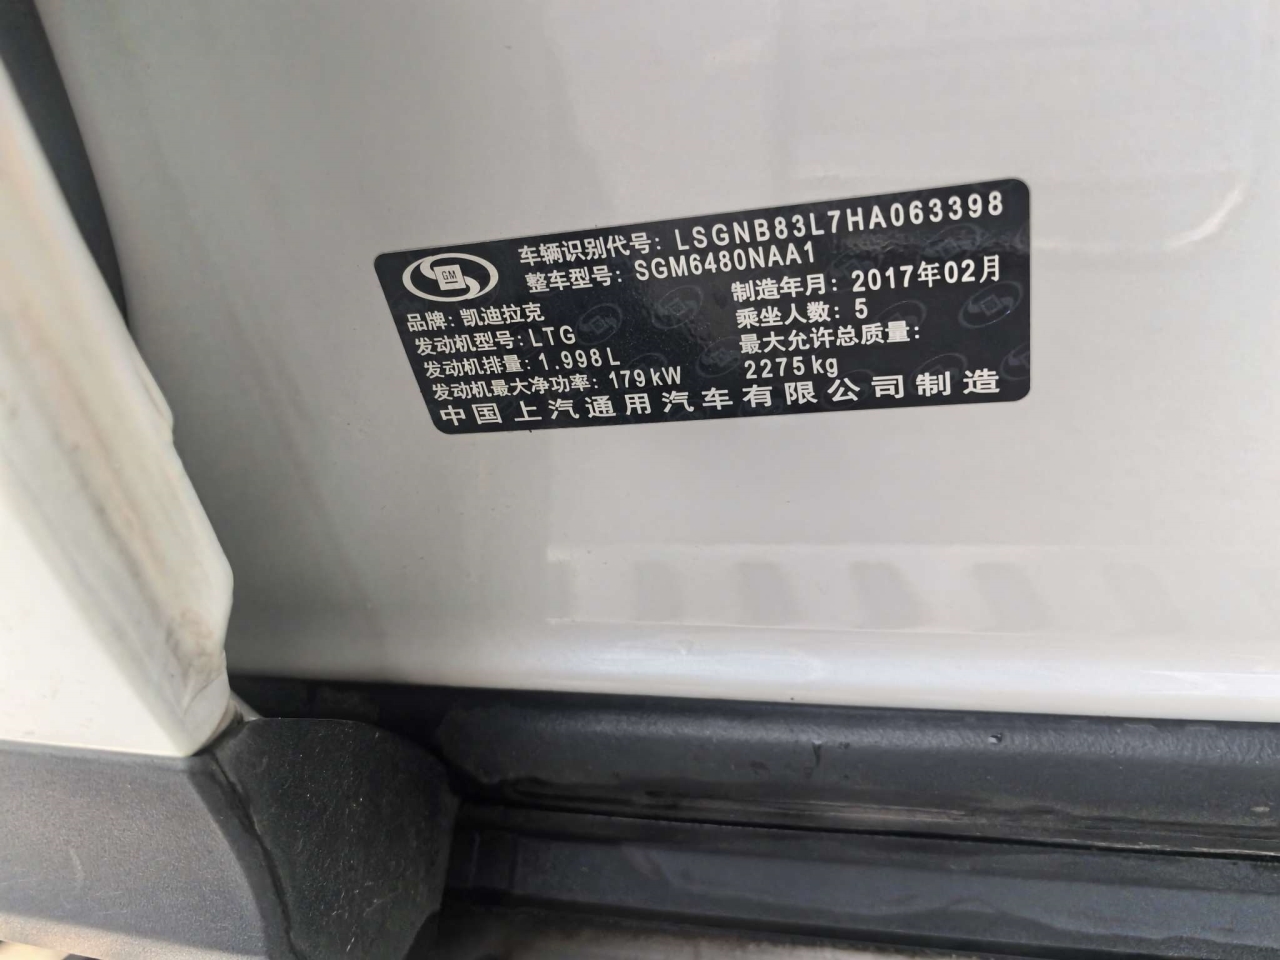 车辆识别代号: LSGNB83L7HA063398
整车型号: SGM6480NAA1
GM
品牌: 凯迪拉克
制造年月: 2017年02月
发动机型号: LTG
乘坐人数: 5
发动机排量: 1.998L
最大允许总质量:
发动机最大净功率: 179kW
2275kg
中国上汽通用汽车有限公司制造